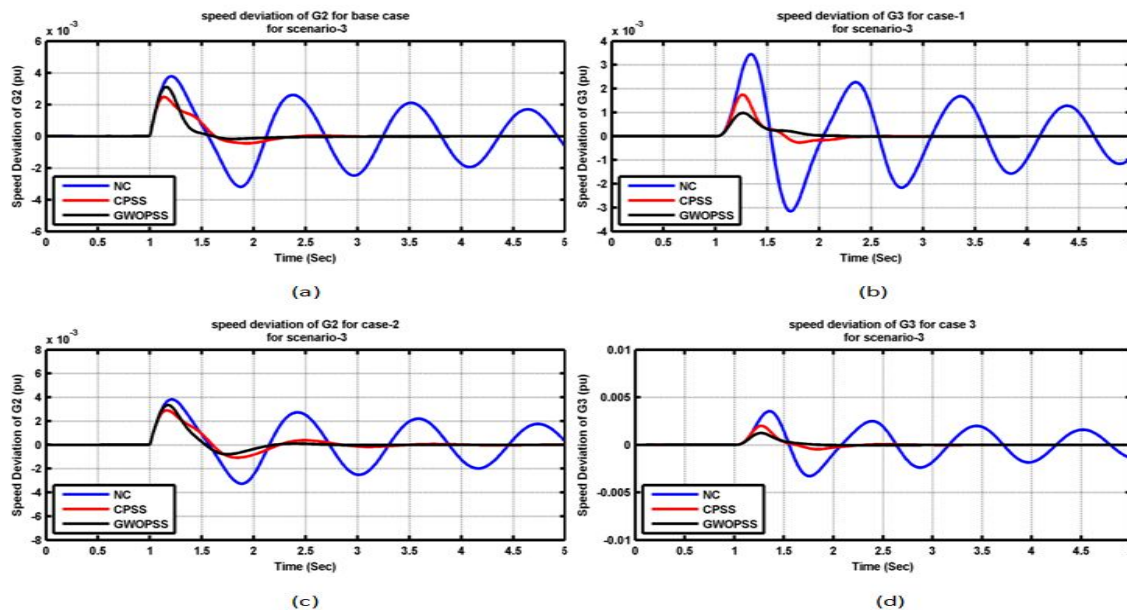 speed deviation of G2 for base case
for scenario-3
x 10-3
6
4
2
0
-2
-4
-6
Speed Deviation of G2 (pu)
NC
CPSS
GWOPSS
0 0.5 1 1.5 2 2.5 3 3.5 4 4.5 5
Time (Sec)
(a)
speed deviation of G3 for case-1
for scenario-3
x 10-3
4
3
2
1
0
-1
-2
-3
-4
Speed Deviation of G3 (pu)
NC
CPSS
GWOPSS
0 0.5 1 1.5 2 2.5 3 3.5 4 4.5
Time (Sec)
(b)
speed deviation of G2 for case-2
for scenario-3
x 10-3
8
6
4
2
0
-2
-4
-6
-8
Speed Deviation of G2 (pu)
NC
CPSS
GWOPSS
0 0.5 1 1.5 2 2.5 3 3.5 4 4.5 5
Time (Sec)
(c)
speed deviation of G3 for case 3
for scenario-3
0.01
0.005
0
-0.005
-0.01
Speed Deviation of G3 (pu)
NC
CPSS
GWOPSS
0 0.5 1 1.5 2 2.5 3 3.5 4 4.5
Time (Sec)
(d)